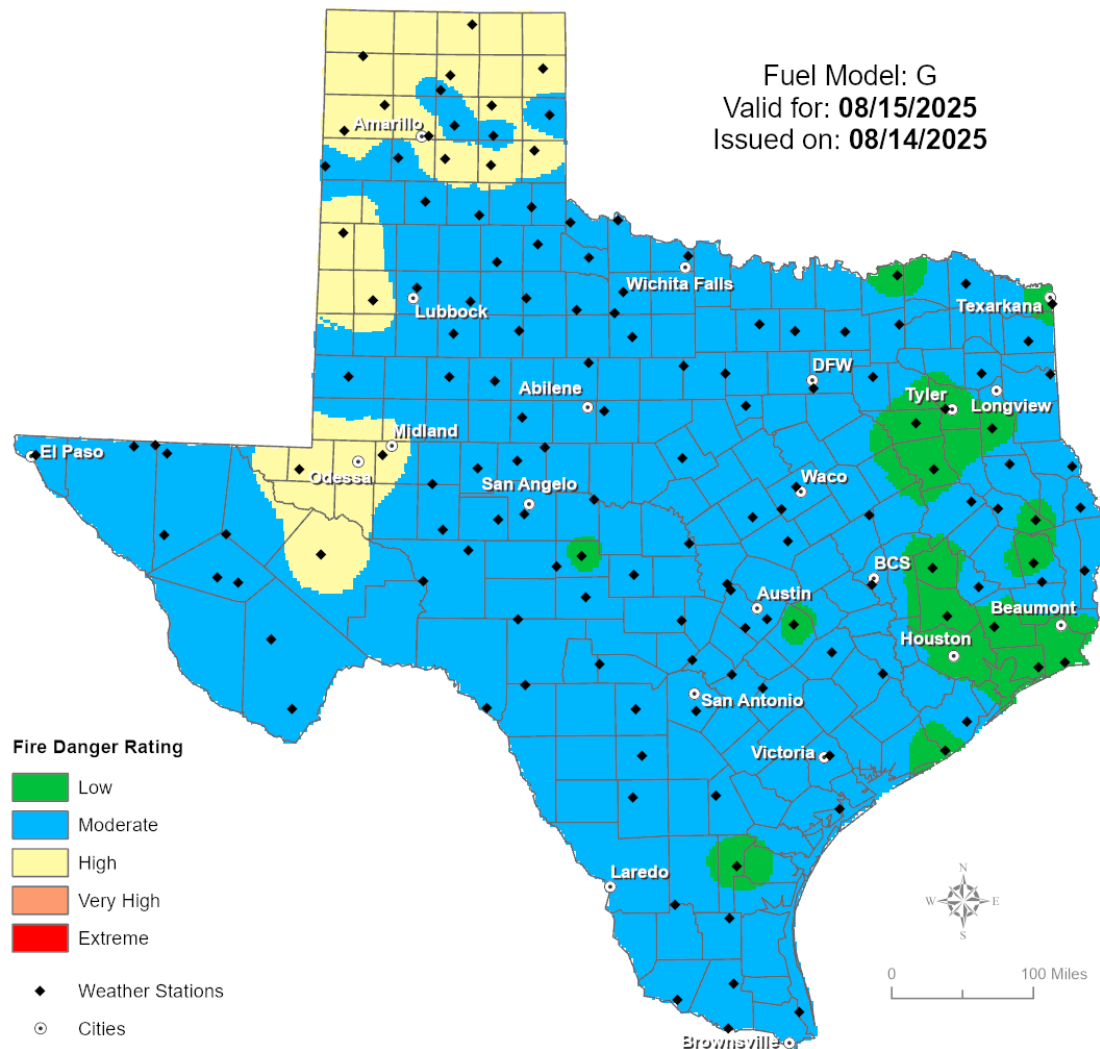 Fuel Model: G
Valid for: 08/15/2025
Issued on: 08/14/2025
Amarillo
Wichita Falls
Lubbock
Texarkana
DFW
Abilene
Tyler
Longview
Midland
El Paso
Odessa
San Angelo
Waco
BCS
Austin
Beaumont
Houston
San Antonio
Victoria
Laredo
Brownsville
Fire Danger Rating
Low
Moderate
High
Very High
Extreme
Weather Stations
Cities
N
W E
S
0 100 Miles